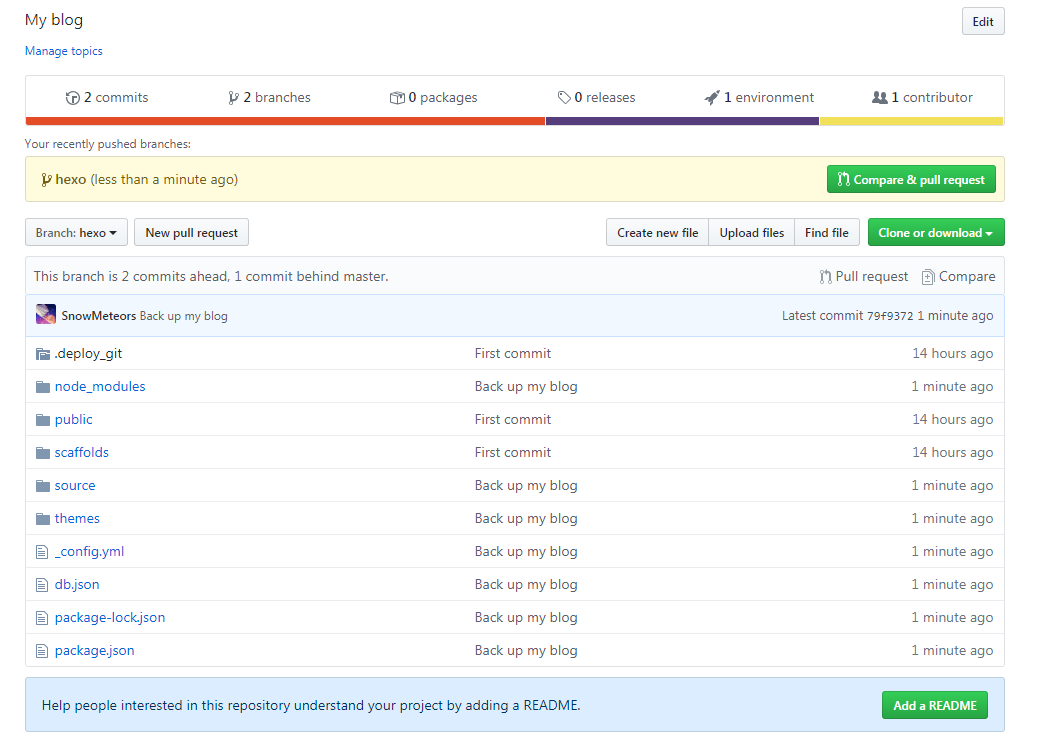 My blog
Edit
Manage topics
2 commits 2 branches 0 packages 0 releases 1 environment 1 contributor
Your recently pushed branches:
hexo (less than a minute ago) Compare & pull request
Branch: hexo New pull request Create new file Upload files Find file Clone or download
This branch is 2 commits ahead, 1 commit behind master. Pull request Compare
SnowMeteors Back up my blog Latest commit 79f9372 1 minute ago
.deploy_git First commit 14 hours ago
node_modules Back up my blog 1 minute ago
public First commit 14 hours ago
scaffolds First commit 14 hours ago
source Back up my blog 1 minute ago
themes Back up my blog 1 minute ago
_config.yml Back up my blog 1 minute ago
db.json Back up my blog 1 minute ago
package-lock.json Back up my blog 1 minute ago
package.json Back up my blog 1 minute ago
Help people interested in this repository understand your project by adding a README. Add a README